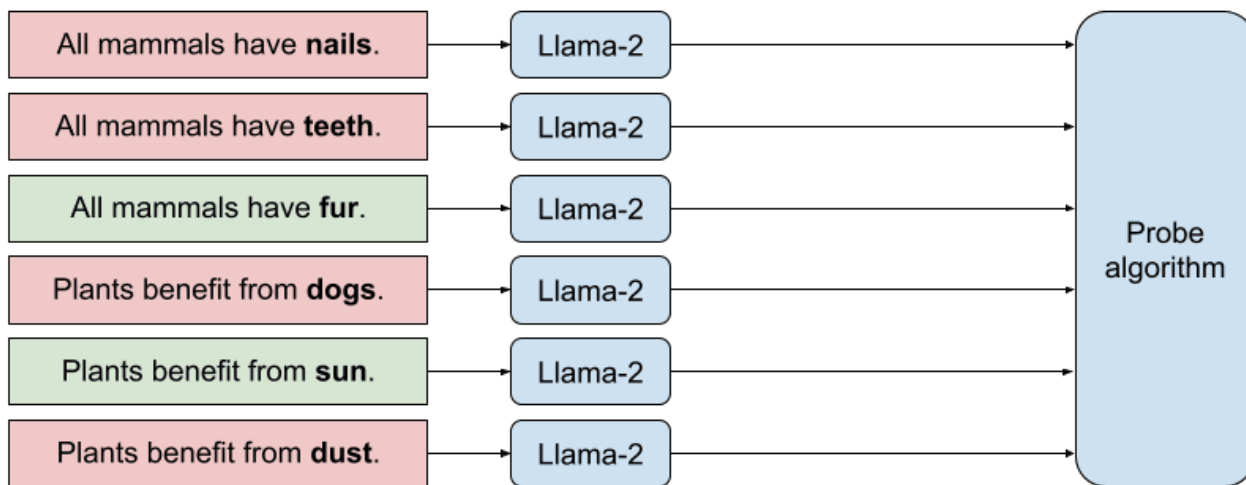 All mammals have nails.
Llama-2
All mammals have teeth.
Llama-2
All mammals have fur.
Llama-2
Plants benefit from dogs.
Llama-2
Plants benefit from sun.
Llama-2
Plants benefit from dust.
Llama-2
Probe
algorithm